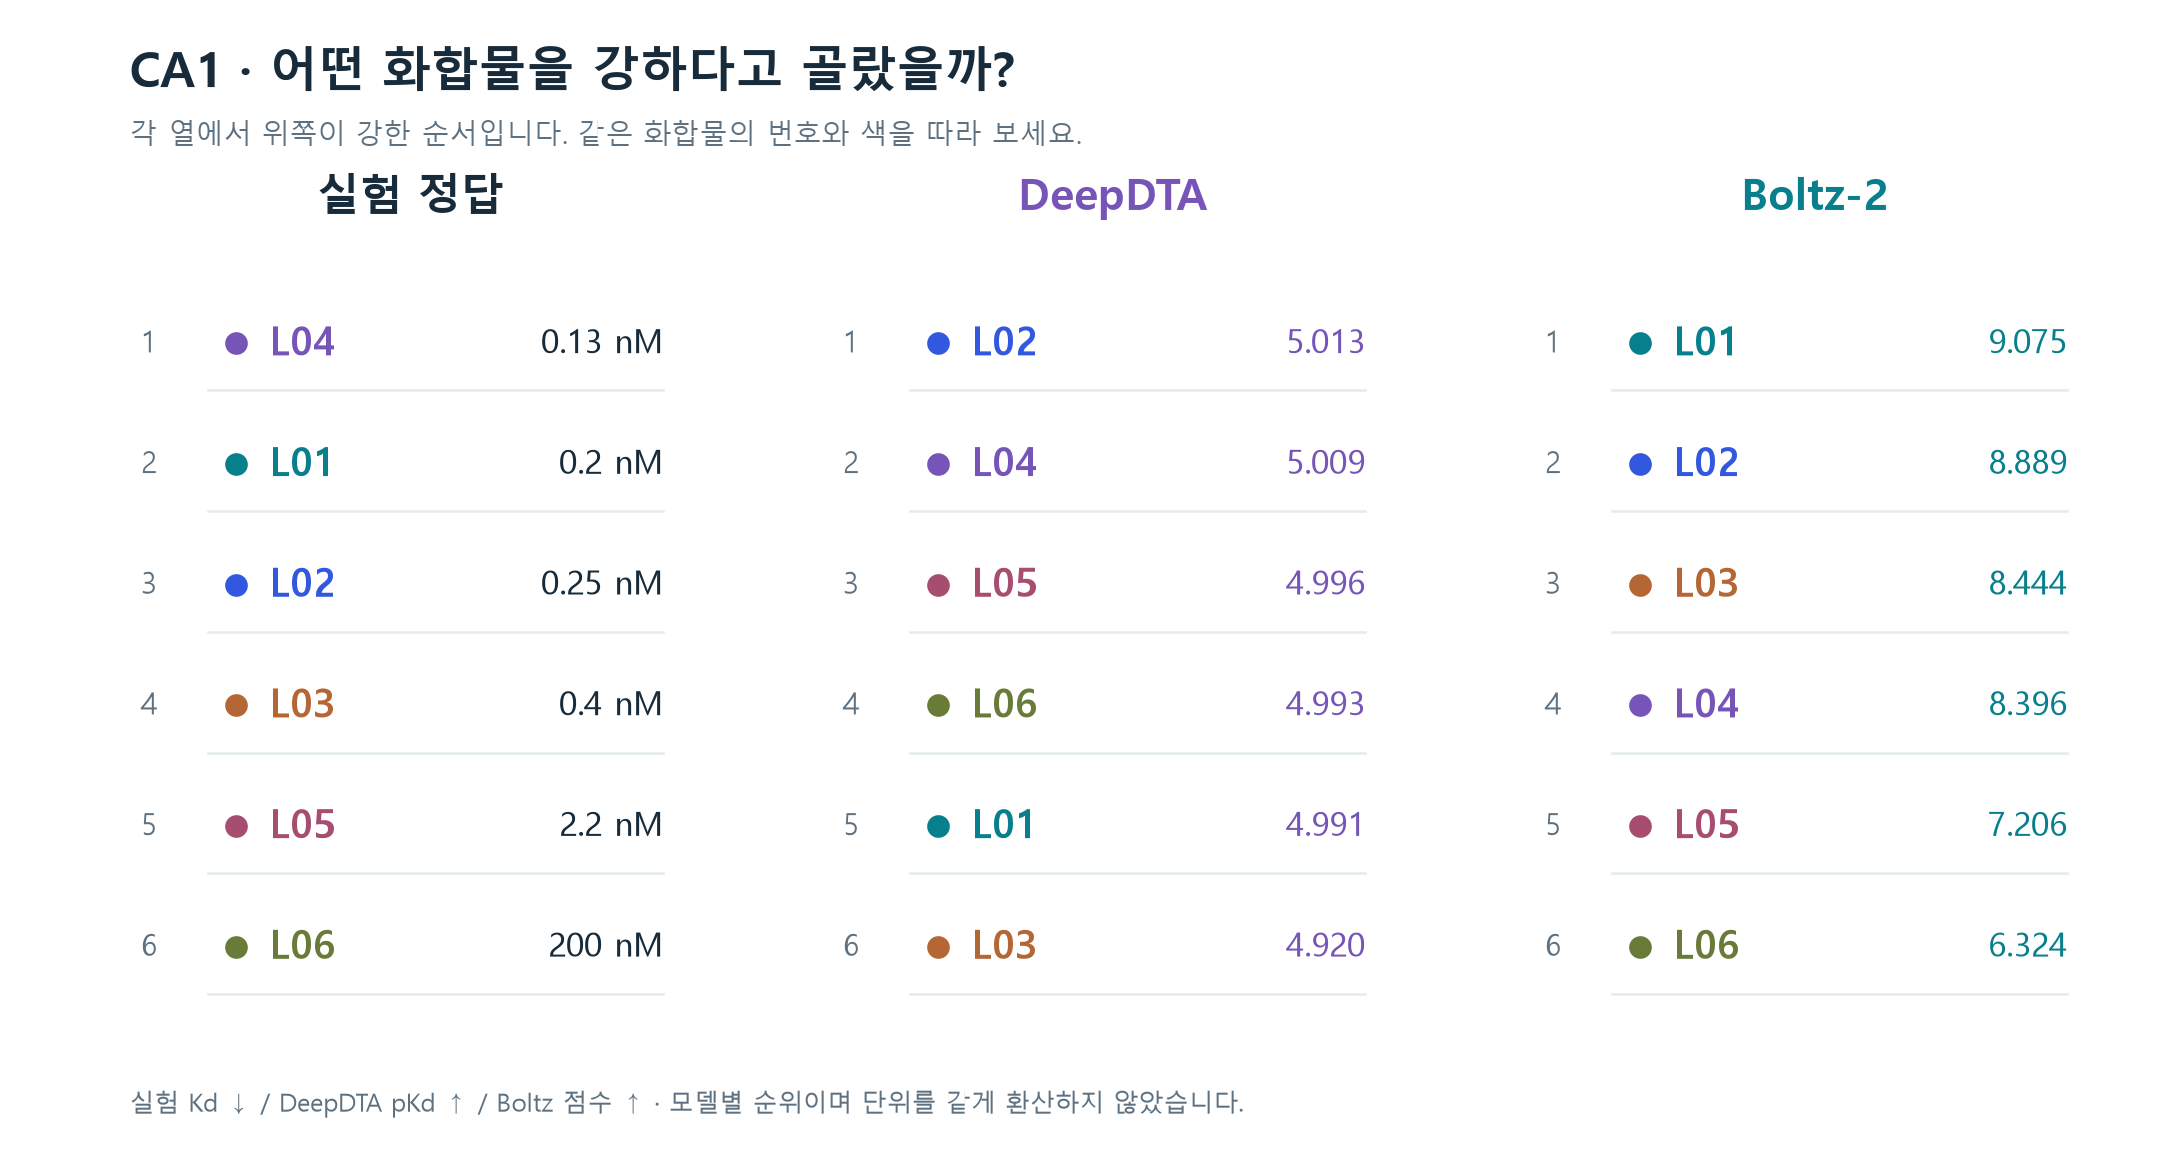 CA1 · 어떤 화합물을 강하다고 골랐을까?
각 열에서 위쪽이 강한 순서입니다. 같은 화합물의 번호와 색을 따라 보세요.
실험 정답 DeepDTA Boltz-2
1 L04 0.13 nM 1 L02 5.013 1 L01 9.075
2 L01 0.2 nM 2 L04 5.009 2 L02 8.889
3 L02 0.25 nM 3 L05 4.996 3 L03 8.444
4 L03 0.4 nM 4 L06 4.993 4 L04 8.396
5 L05 2.2 nM 5 L01 4.991 5 L05 7.206
6 L06 200 nM 6 L03 4.920 6 L06 6.324
실험 Kd ↓ / DeepDTA pKd ↑ / Boltz 점수 ↑ · 모델별 순위이며 단위를 같게 환산하지 않았습니다.